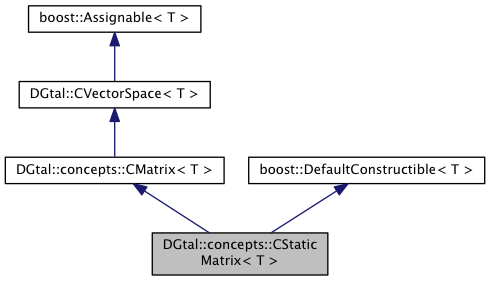 boost::Assignable< T >
DGtal::CVectorSpace< T >
DGtal::concepts::CMatrix< T >
boost::DefaultConstructible< T >
DGtal::concepts::CStatic
Matrix< T >